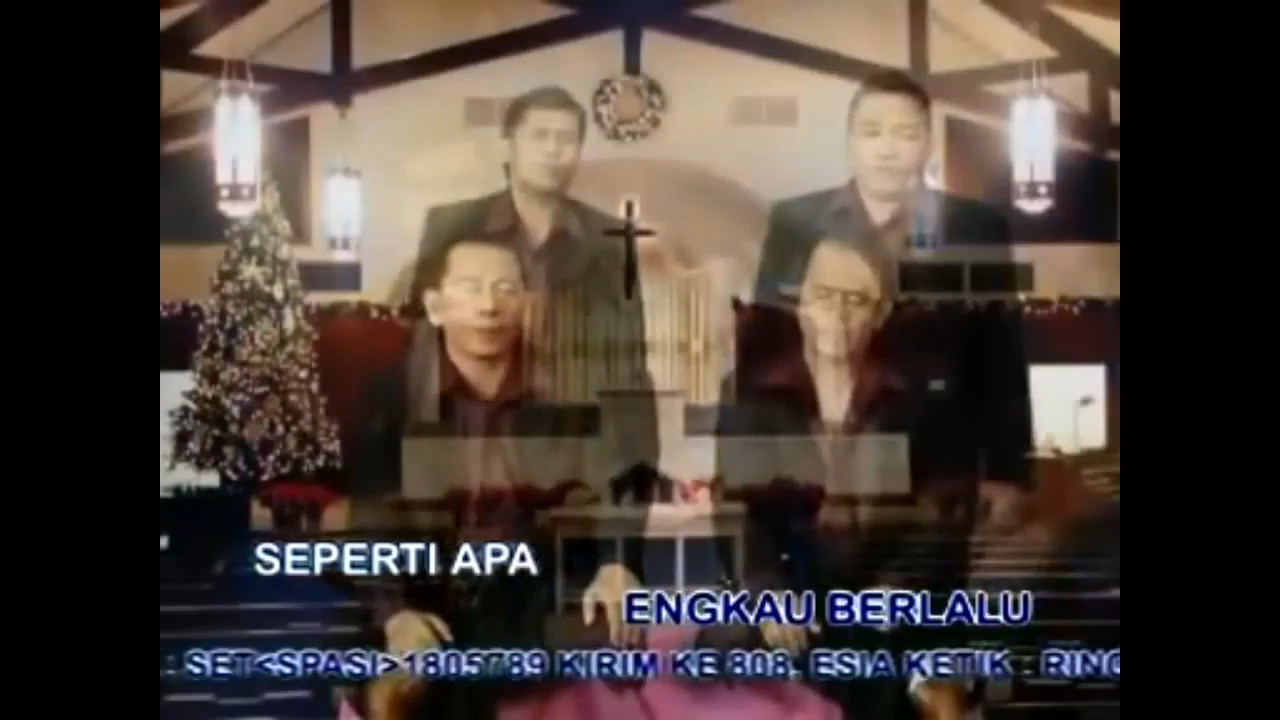 SEPERTI APA
ENGKAU BERLALU
: SET<SPASI>1805789 KIRIM KE 808, ESIA KETIK : RING